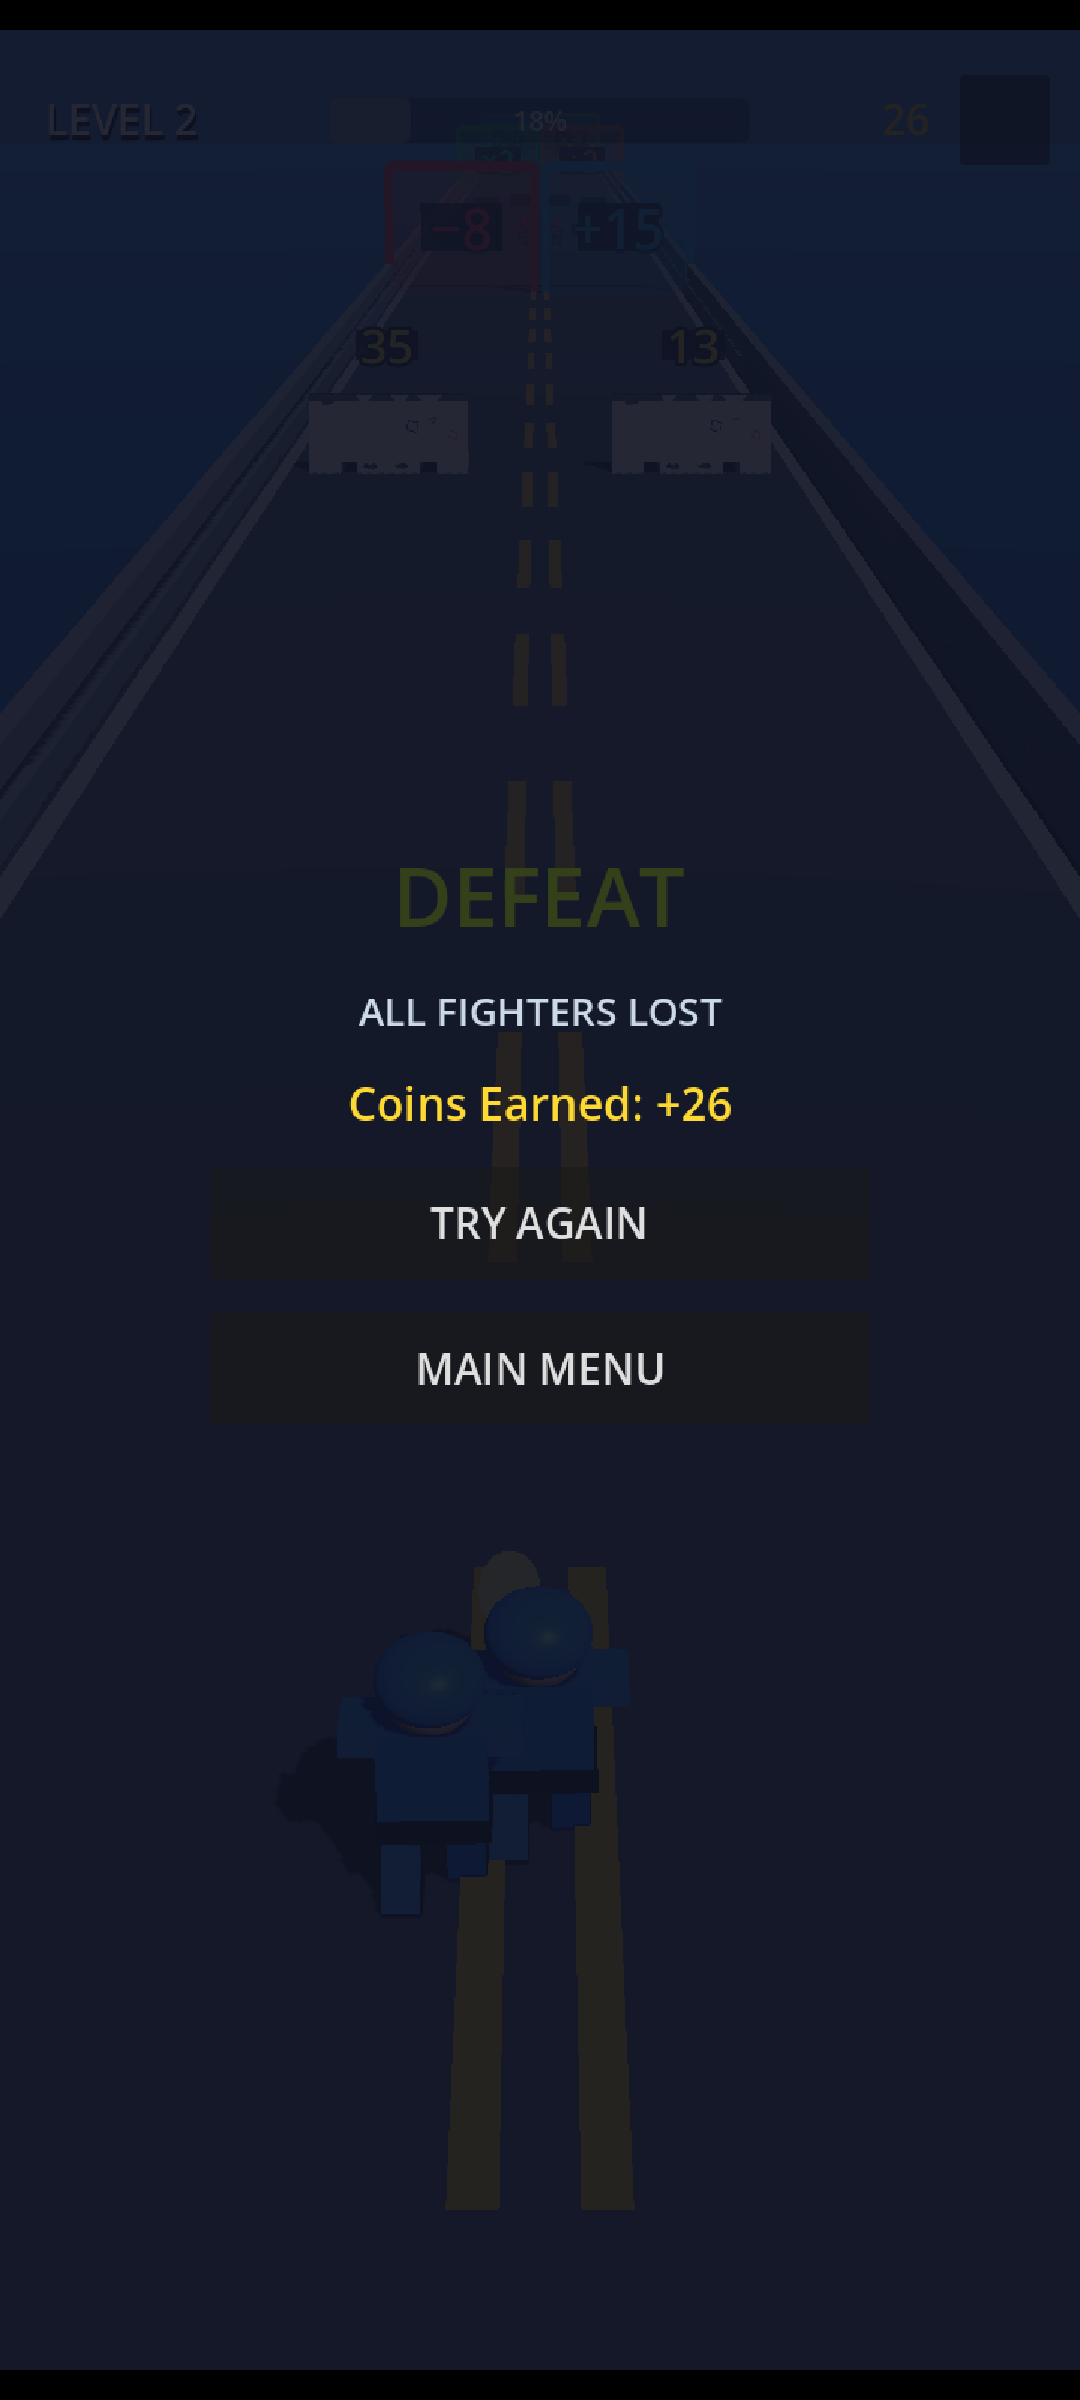 LEVEL 2 18% 26
−8 +15
35 13
DEFEAT
ALL FIGHTERS LOST
Coins Earned: +26
TRY AGAIN
MAIN MENU